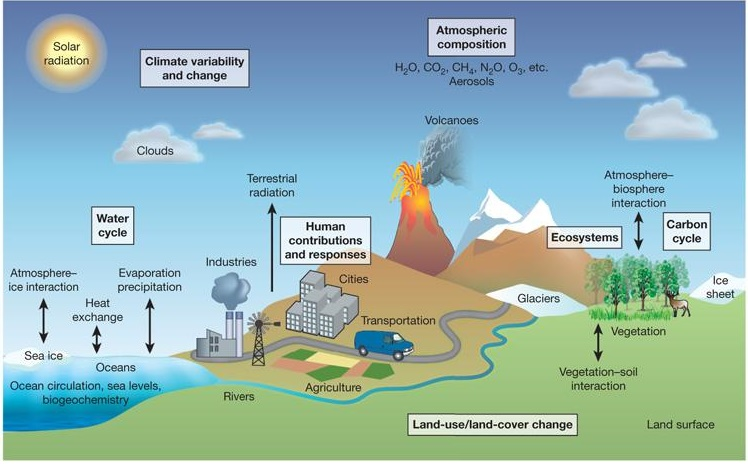 Solar
radiation
Climate variability
and change
Atmospheric
composition
H₂O, CO₂, CH₄, N₂O, O₃, etc.
Aerosols
Volcanoes
Clouds
Terrestrial
radiation
Atmosphere–
biosphere
interaction
Water
cycle
Human
contributions
and responses
Ecosystems
Carbon
cycle
Atmosphere–
ice interaction
Evaporation
precipitation
Industries
Cities
Heat
exchange
Glaciers
Ice
sheet
Transportation
Vegetation
Sea ice
Oceans
Ocean circulation, sea levels,
biogeochemistry
Rivers
Agriculture
Vegetation–soil
interaction
Land-use/land-cover change
Land surface